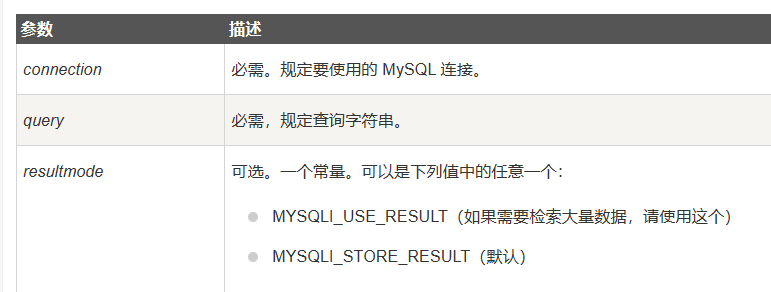 参数 描述
connection 必需。规定要使用的 MySQL 连接。
query 必需，规定查询字符串。
resultmode 可选。一个常量。可以是下列值中的任意一个：
MYSQLI_USE_RESULT（如果需要检索大量数据，请使用这个）
MYSQLI_STORE_RESULT（默认）